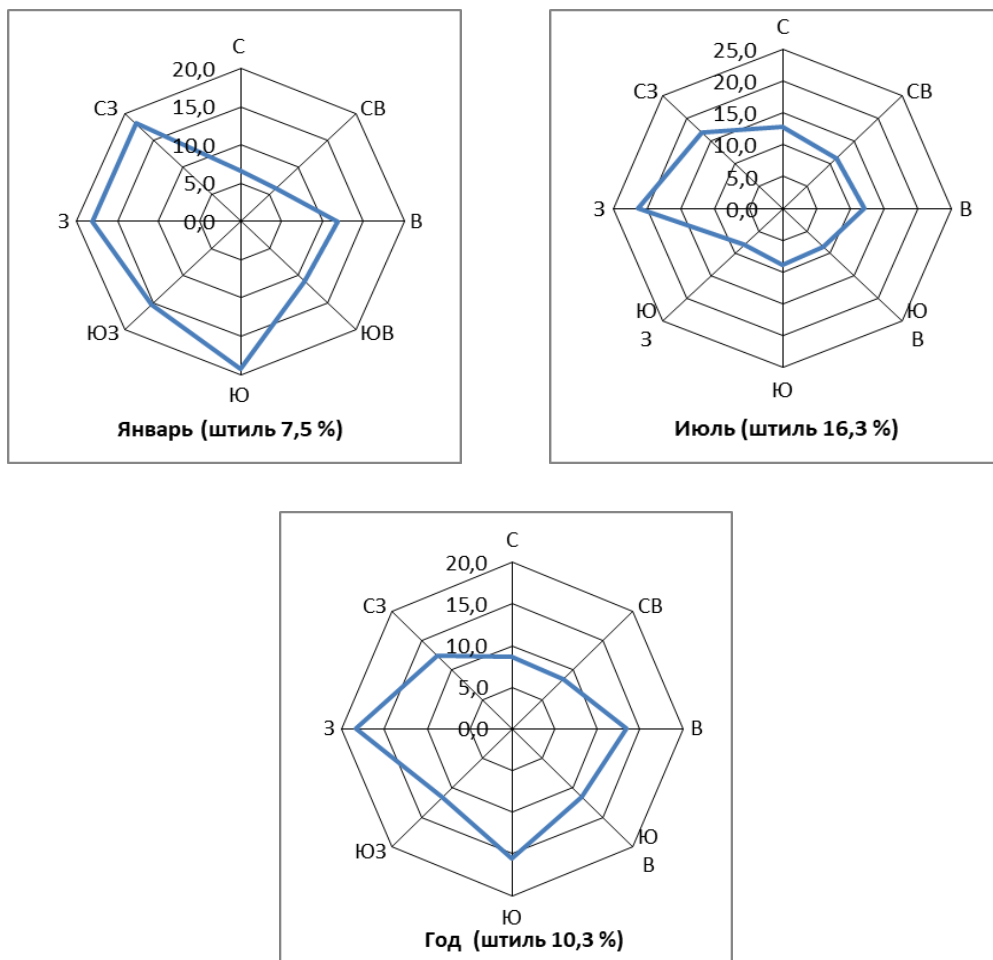 С
20,0
СЗ
СВ
15,0
10,0
5,0
З
0,0
В
ЮЗ
ЮВ
Ю
Январь (штиль 7,5 %)
С
25,0
СВ
СЗ
20,0
15,0
10,0
5,0
З
0,0
В
Ю
З
Ю
В
Ю
Июль (штиль 16,3 %)
С
20,0
СЗ
СВ
15,0
10,0
5,0
З
0,0
В
ЮЗ
Ю
В
Ю
Год (штиль 10,3 %)